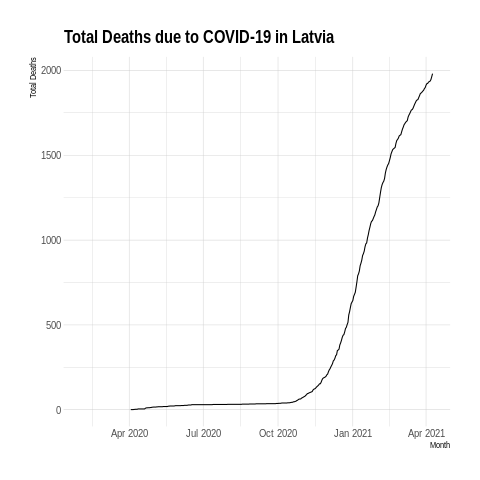 Total Deaths due to COVID-19 in Latvia
Total Deaths
2000
1500
1000
500
0
Apr 2020 Jul 2020 Oct 2020 Jan 2021 Apr 2021
Month